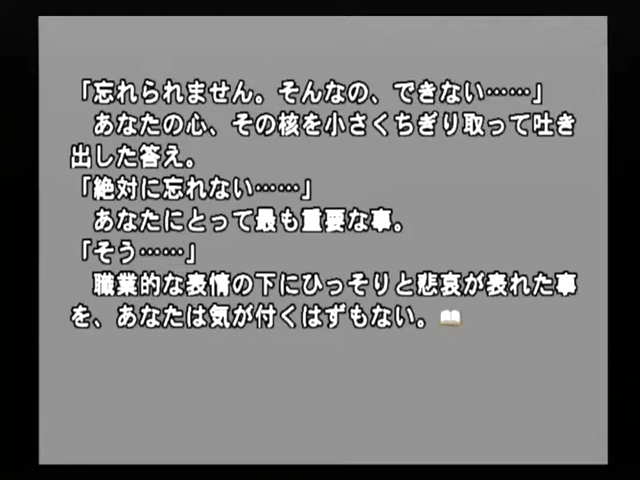 「忘れられません。そんなの、できない……」
　あなたの心、その核を小さくちぎり取って吐き
出した答え。
「絶対に忘れない……」
　あなたにとって最も重要な事。
「そう……」
　職業的な表情の下にひっそりと悲哀が表れた事
を、あなたは気が付くはずもない。